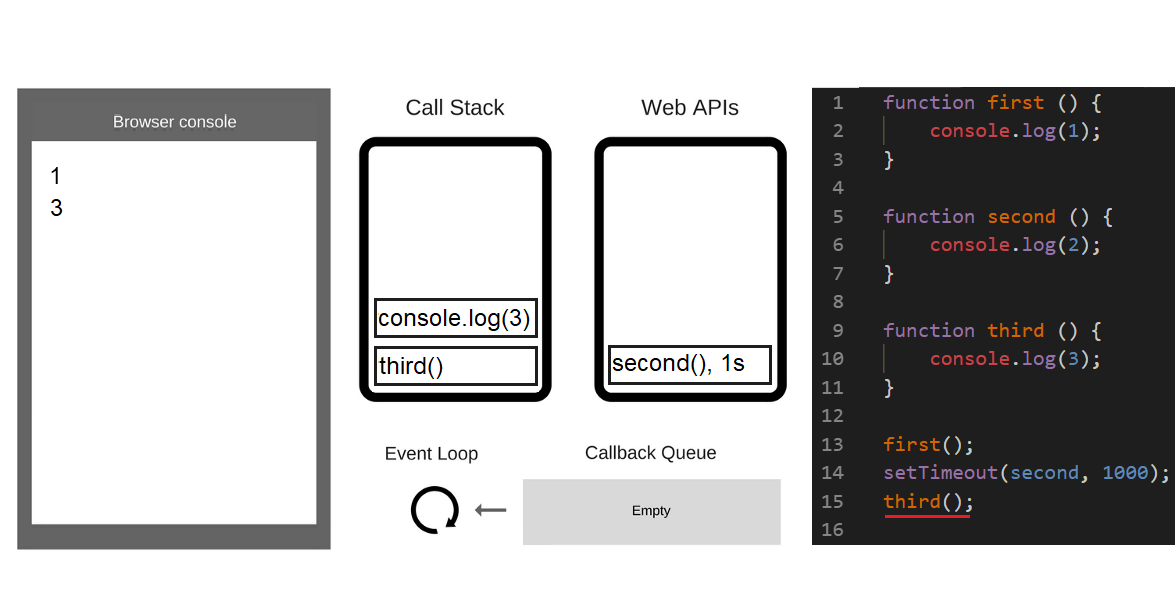 Browser console
1
3
Call Stack
console.log(3)
third()
Web APIs
second(), 1s
Event Loop
Callback Queue
Empty
1 function first () {
2     console.log(1);
3 }
4
5 function second () {
6     console.log(2);
7 }
8
9 function third () {
10     console.log(3);
11 }
12
13 first();
14 setTimeout(second, 1000);
15 third();
16